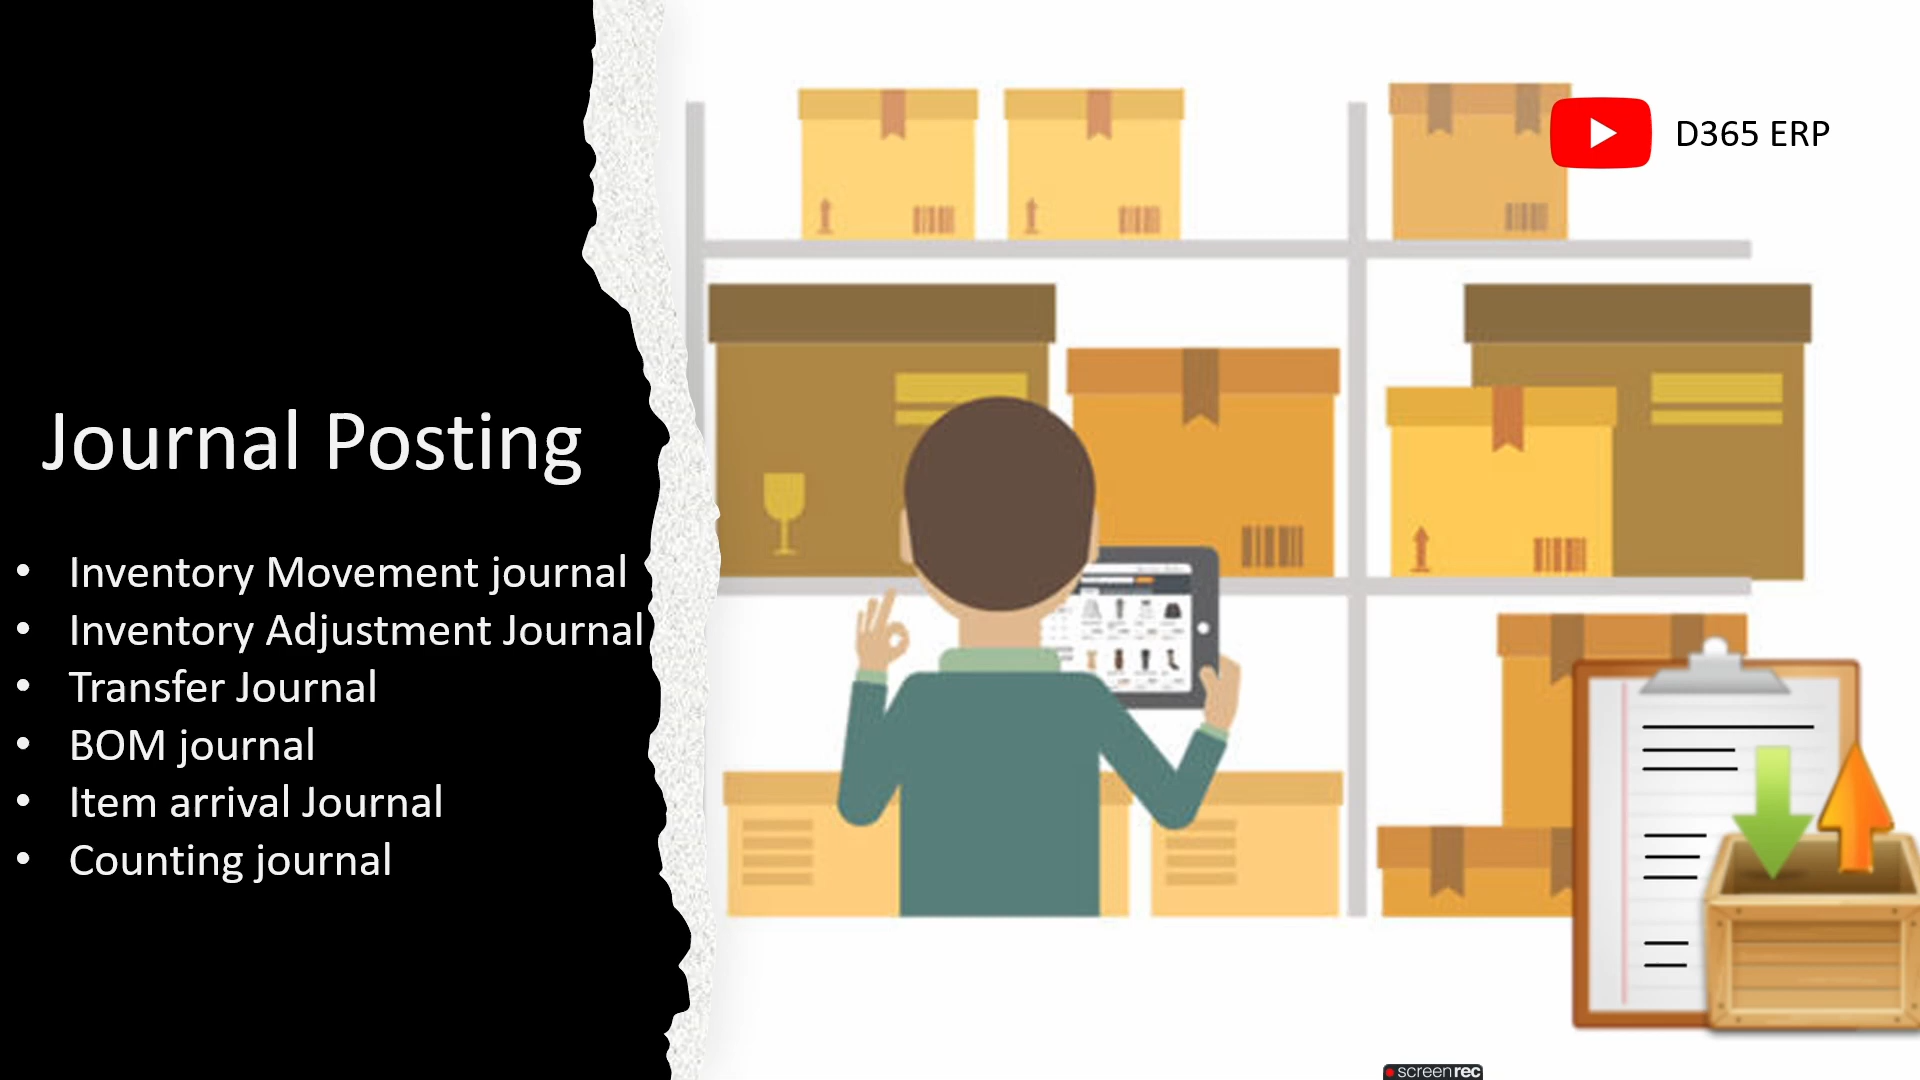 D365 ERP
Journal Posting
• Inventory Movement journal
• Inventory Adjustment Journal
• Transfer Journal
• BOM journal
• Item arrival Journal
• Counting journal
screenrec